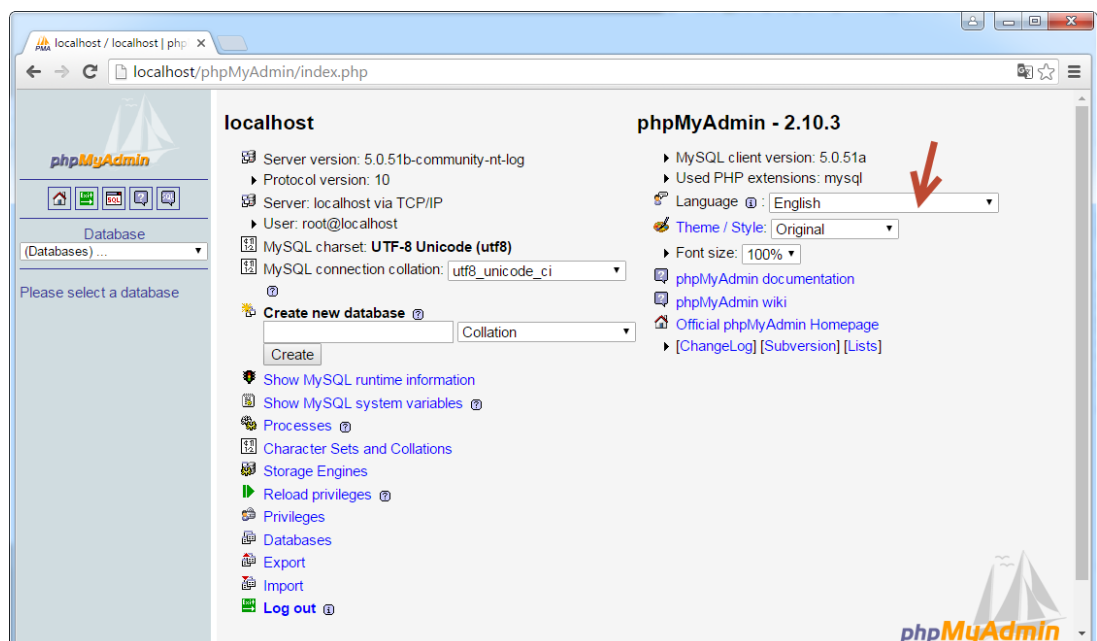 localhost / localhost | php
localhost/phpMyAdmin/index.php
phpMyAdmin
SQL
Database
(Databases) ...
Please select a database
localhost
Server version: 5.0.51b-community-nt-log
Protocol version: 10
Server: localhost via TCP/IP
User: root@localhost
MySQL charset: UTF-8 Unicode (utf8)
MySQL connection collation: utf8_unicode_ci
Create new database
Collation
Create
Show MySQL runtime information
Show MySQL system variables
Processes
Character Sets and Collations
Storage Engines
Reload privileges
Privileges
Databases
Export
Import
Log out
phpMyAdmin - 2.10.3
MySQL client version: 5.0.51a
Used PHP extensions: mysql
Language : English
Theme / Style: Original
Font size: 100%
phpMyAdmin documentation
phpMyAdmin wiki
Official phpMyAdmin Homepage
[ChangeLog] [Subversion] [Lists]
phpMyAdmin